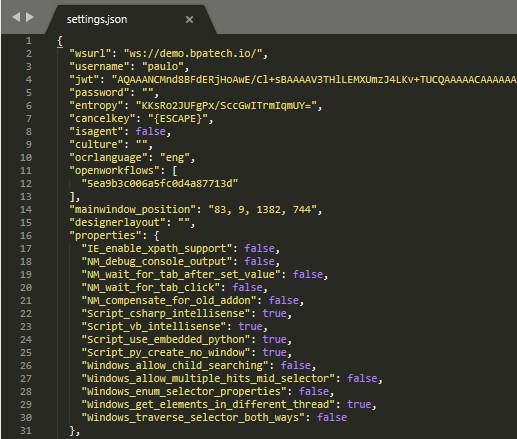 settings.json ×
1 {
2 "wsurl": "ws://demo.bpatech.io/",
3 "username": "paulo",
4 "jwt": "AQAAANCMnd8BFdERjHoAwE/Cl+sBAAAAV3THlLEMXUmzJ4LKv+TUCQAAAAACAAAAAA
5 "password": "",
6 "entropy": "KKsRo2JUFgPx/SccGwITrmIqmUY=",
7 "cancelkey": "{ESCAPE}",
8 "isagent": false,
9 "culture": "",
10 "ocrlanguage": "eng",
11 "openworkflows": [
12 "5ea9b3c006a5fc0d4a87713d"
13 ],
14 "mainwindow_position": "83, 9, 1382, 744",
15 "designerlayout": "",
16 "properties": {
17 "IE_enable_xpath_support": false,
18 "NM_debug_console_output": false,
19 "NM_wait_for_tab_after_set_value": false,
20 "NM_wait_for_tab_click": false,
21 "NM_compensate_for_old_addon": false,
22 "Script_csharp_intellisense": true,
23 "Script_vb_intellisense": true,
24 "Script_use_embedded_python": true,
25 "Script_py_create_no_window": true,
26 "Windows_allow_child_searching": false,
27 "Windows_allow_multiple_hits_mid_selector": false,
28 "Windows_enum_selector_properties": false,
29 "Windows_get_elements_in_different_thread": true,
30 "Windows_traverse_selector_both_ways": false
31 },